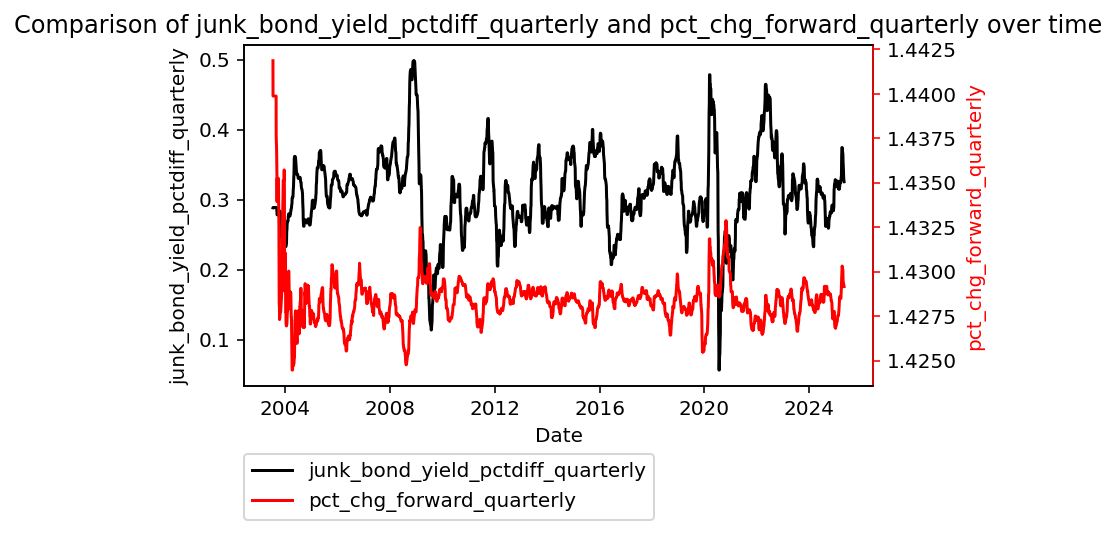 Comparison of junk_bond_yield_pctdiff_quarterly and pct_chg_forward_quarterly over time
junk_bond_yield_pctdiff_quarterly
0.5
0.4
0.3
0.2
0.1
1.4425
1.4400
1.4375
1.4350
1.4325
1.4300
1.4275
1.4250
pct_chg_forward_quarterly
2004 2008 2012 2016 2020 2024
Date
junk_bond_yield_pctdiff_quarterly
pct_chg_forward_quarterly